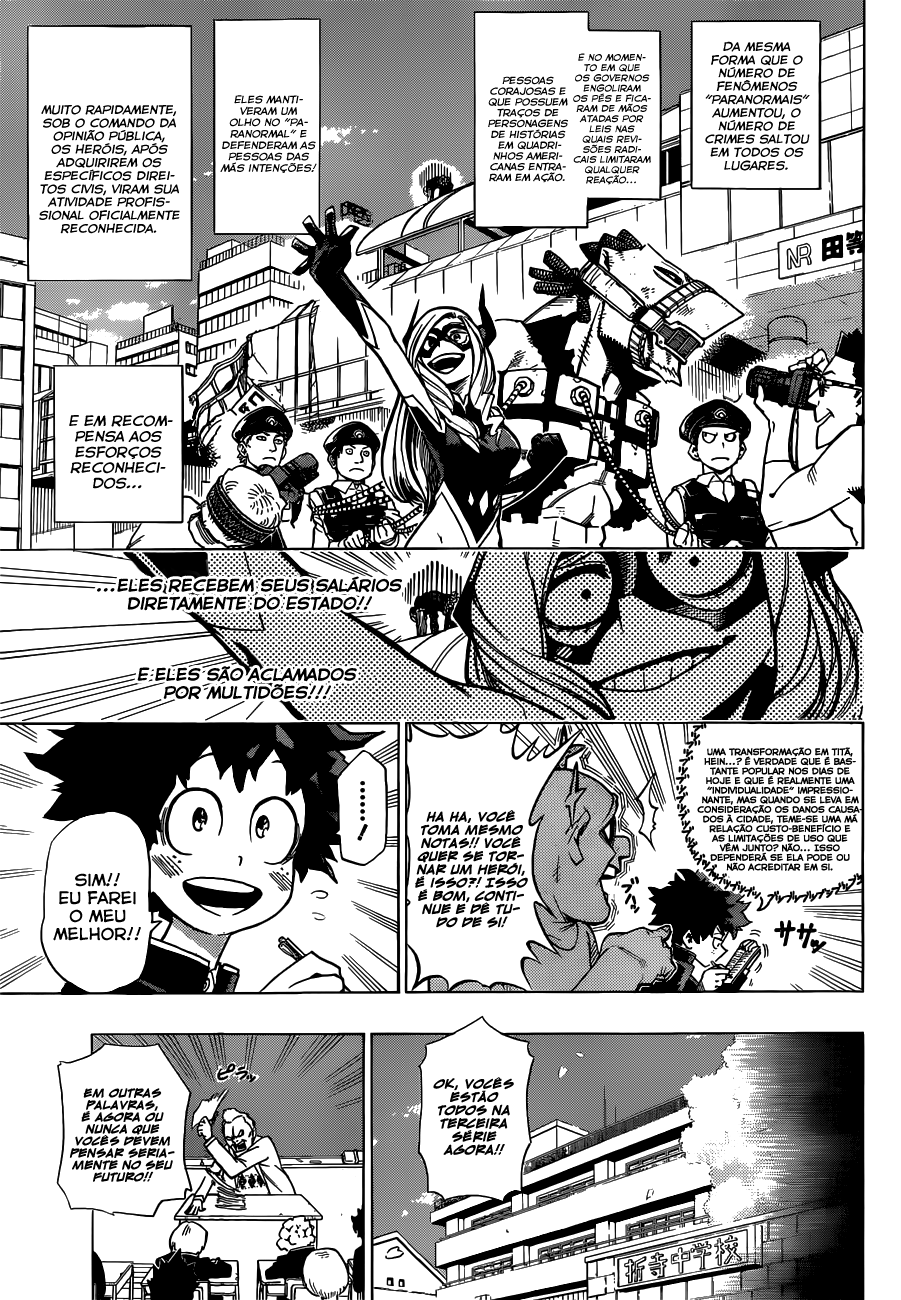 DA MESMA
FORMA QUE O
NÚMERO DE
FENÔMENOS
"PARANORMAIS"
AUMENTOU, O
NÚMERO DE
CRIMES SALTOU
EM TODOS OS
LUGARES.
E NO MOMEN-
TO EM QUE
OS GOVERNOS
ENGOLIRAM
OS PÉS E FICA-
RAM DE MÃOS
ATADAS POR
LEIS NAS
QUAIS REVI-
SÕES RADI-
CAIS LIMITARAM
QUALQUER
REAÇÃO...
PESSOAS
CORAJOSAS E
QUE POSSUEM
TRAÇOS DE
PERSONAGENS
DE HISTÓRIAS
EM QUADRI-
NHOS AMERI-
CANAS ENTRA-
RAM EM AÇÃO.
ELES MANTI-
VERAM UM
OLHO NO "PA-
RANORMAL" E
DEFENDERAM AS
PESSOAS DAS
MÁS INTENÇÕES!
MUITO RAPIDAMENTE,
SOB O COMANDO DA
OPINIÃO PÚBLICA,
OS HERÓIS, APÓS
ADQUIRIREM OS
ESPECÍFICOS DIREI-
TOS CIVIS, VIRAM SUA
ATIVIDADE PROFIS-
SIONAL OFICIALMENTE
RECONHECIDA.
NR 田等
E EM RECOM-
PENSA AOS
ESFORÇOS
RECONHECI-
DOS...
...ELES RECEBEM SEUS SALÁRIOS
DIRETAMENTE DO ESTADO!!
E ELES SÃO ACLAMADOS
POR MULTIDÕES!!!
UMA TRANSFORMAÇÃO EM TITÃ,
HEIN...? É VERDADE QUE É BAS-
TANTE POPULAR NOS DIAS DE
HOJE E QUE É REALMENTE UMA
"INDIVIDUALIDADE" IMPRESSIO-
NANTE, MAS QUANDO SE LEVA EM
CONSIDERAÇÃO OS DANOS CAUSA-
DOS À CIDADE, TEME-SE UMA MÁ
RELAÇÃO CUSTO-BENEFÍCIO E
AS LIMITAÇÕES DE USO QUE
VÊM JUNTO? NÃO... ISSO
DEPENDERÁ SE ELA PODE OU
NÃO ACREDITAR EM SI.
HA HA, VOCÊ
TOMA MESMO
NOTAS!! VOCÊ
QUER SE TOR-
NAR UM HERÓI,
É ISSO?! ISSO
É BOM, CONTI-
NUE E DÊ TU-
DO DE SI!
ササッ
........!
SIM!!
EU FAREI
O MEU
MELHOR!!
OK, VOCÊS
ESTÃO
TODOS NA
TERCEIRA
SÉRIE
AGORA!!
折寺中学校
EM OUTRAS
PALAVRAS,
É AGORA OU
NUNCA QUE
VOCÊS DEVEM
PENSAR SERIA-
MENTE NO SEU
FUTURO!!
ピラッ